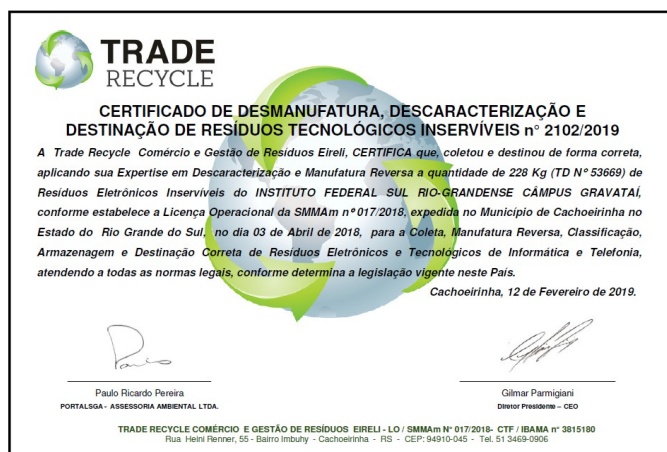 TRADE
RECYCLE
CERTIFICADO DE DESMANUFATURA, DESCARACTERIZAÇÃO E
DESTINAÇÃO DE RESÍDUOS TECNOLÓGICOS INSERVÍVEIS n° 2102/2019
A Trade Recycle Comércio e Gestão de Resíduos Eireli, CERTIFICA que, coletou e destinou de forma correta,
aplicando sua Expertise em Descaracterização e Manufatura Reversa a quantidade de 228 Kg (TD Nº 53669) de
Resíduos Eletrônicos Inservíveis do INSTITUTO FEDERAL SUL RIO-GRANDENSE CÂMPUS GRAVATAÍ,
conforme estabelece a Licença Operacional da SMMAm nº 017/2018, expedida no Município de Cachoeirinha no
Estado do Rio Grande do Sul, no dia 03 de Abril de 2018, para a Coleta, Manufatura Reversa, Classificação,
Armazenagem e Destinação Correta de Resíduos Eletrônicos e Tecnológicos de Informática e Telefonia,
atendendo a todas as normas legais, conforme determina a legislação vigente neste País.
Cachoeirinha, 12 de Fevereiro de 2019.
Paulo Ricardo Pereira
PORTALSGA - ASSESSORIA AMBIENTAL LTDA.
Gilmar Parmigiani
Diretor Presidente – CEO
TRADE RECYCLE COMÉRCIO E GESTÃO DE RESÍDUOS EIRELI - LO / SMMAm N° 017/2018- CTF / IBAMA n° 3815180
Rua Heini Renner, 55 - Bairro Imbuhy - Cachoeirinha - RS - CEP: 94910-045 - Tel. 51 3469-0906